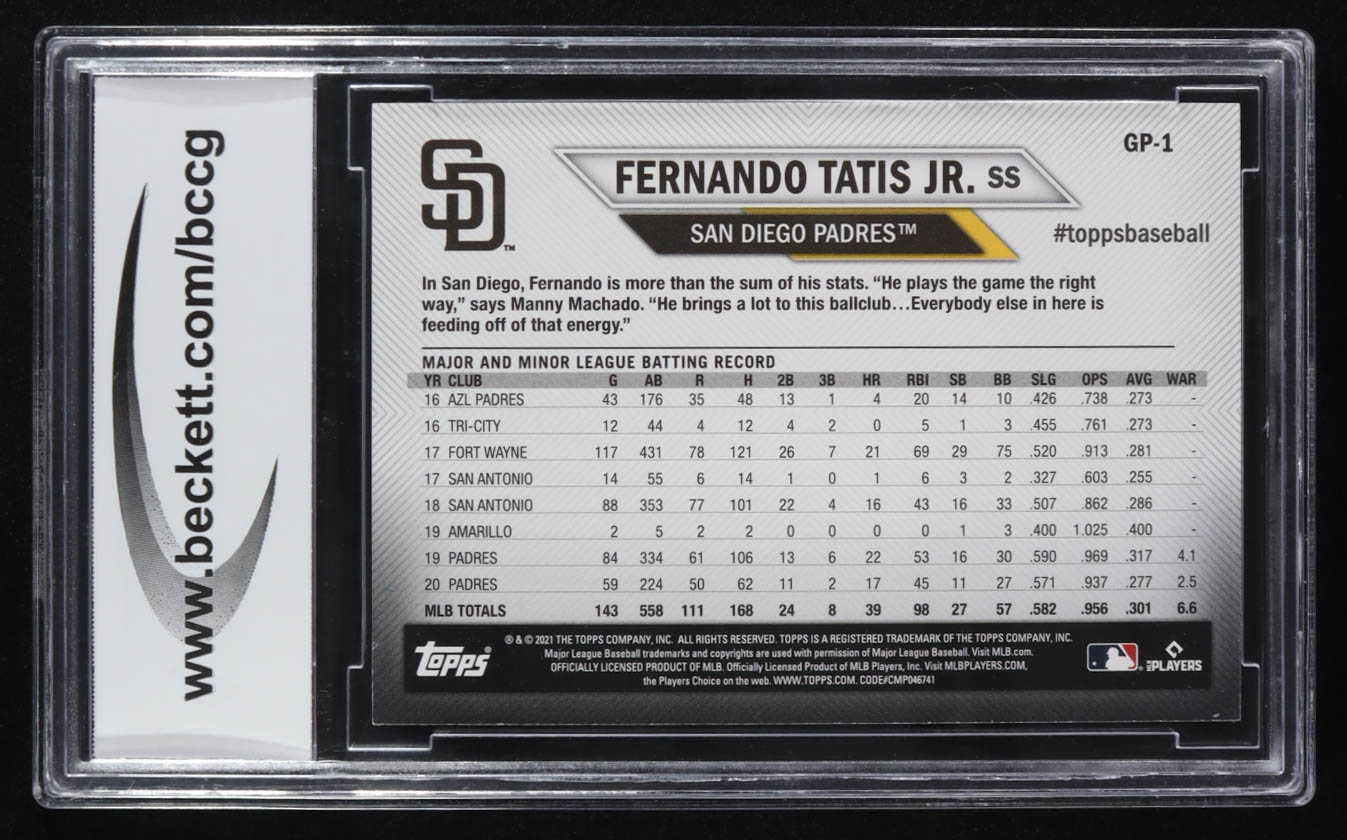 www.beckett.com/bccg
GP-1
SD™
FERNANDO TATIS JR. SS
SAN DIEGO PADRES™
#toppsbaseball
In San Diego, Fernando is more than the sum of his stats. “He plays the game the right
way,” says Manny Machado. “He brings a lot to this ballclub…Everybody else in here is
feeding off of that energy.”
MAJOR AND MINOR LEAGUE BATTING RECORD
YR CLUB G AB R H 2B 3B HR RBI SB BB SLG OPS AVG WAR
16 AZL PADRES 43 176 35 48 13 1 4 20 14 10 .426 .738 .273 -
16 TRI-CITY 12 44 4 12 4 2 0 5 1 3 .455 .761 .273 -
17 FORT WAYNE 117 431 78 121 26 7 21 69 29 75 .520 .913 .281 -
17 SAN ANTONIO 14 55 6 14 1 0 1 6 3 2 .327 .603 .255 -
18 SAN ANTONIO 88 353 77 101 22 4 16 43 16 33 .507 .862 .286 -
19 AMARILLO 2 5 2 2 0 0 0 0 1 3 .400 1.025 .400 -
19 PADRES 84 334 61 106 13 6 22 53 16 30 .590 .969 .317 4.1
20 PADRES 59 224 50 62 11 2 17 45 11 27 .571 .937 .277 2.5
MLB TOTALS 143 558 111 168 24 8 39 98 27 57 .582 .956 .301 6.6
topps®
® & © 2021 THE TOPPS COMPANY, INC. ALL RIGHTS RESERVED. TOPPS IS A REGISTERED TRADEMARK OF THE TOPPS COMPANY, INC.
Major League Baseball trademarks and copyrights are used with permission of Major League Baseball. Visit MLB.com.
OFFICIALLY LICENSED PRODUCT OF MLB. Officially Licensed Product of MLB Players, Inc. Visit MLBPLAYERS.COM,
the Players Choice on the web. WWW.TOPPS.COM. CODE#CMP046741
MLB PLAYERS